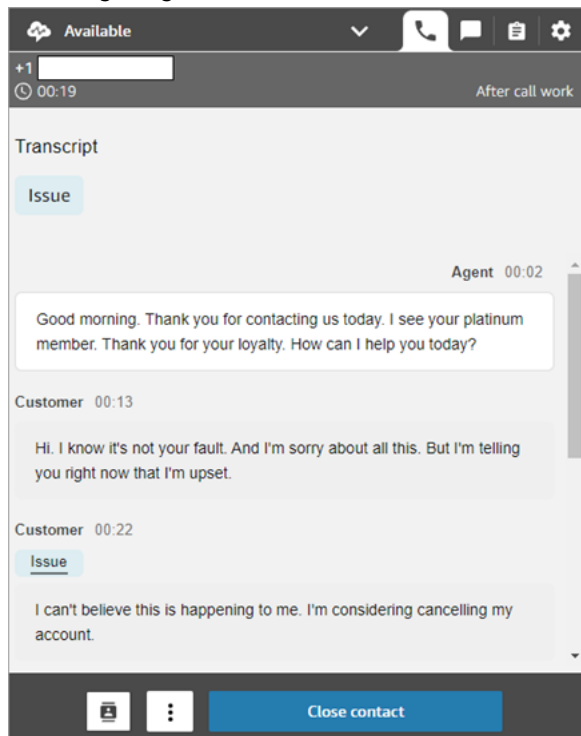 Available
+1
00:19
After call work
Transcript
Issue
Agent 00:02
Good morning. Thank you for contacting us today. I see your platinum
member. Thank you for your loyalty. How can I help you today?
Customer 00:13
Hi. I know it's not your fault. And I'm sorry about all this. But I'm telling
you right now that I'm upset.
Customer 00:22
Issue
I can't believe this is happening to me. I'm considering cancelling my
account.
Close contact